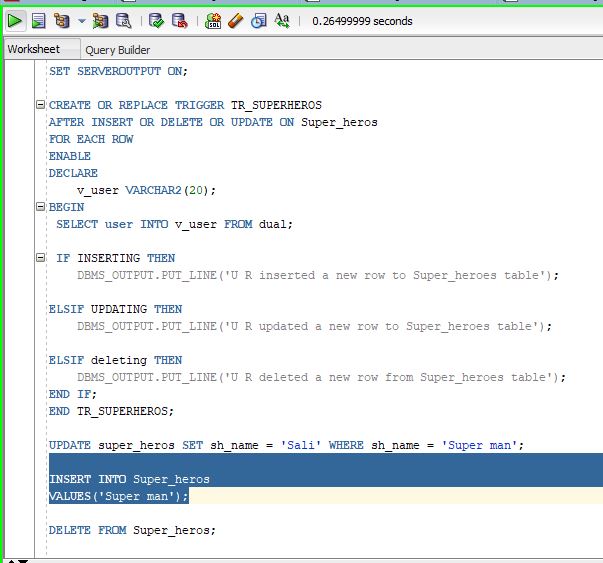 0.26499999 seconds
Worksheet
Query Builder
SET SERVEROUTPUT ON;
CREATE OR REPLACE TRIGGER TR_SUPERHEROS
AFTER INSERT OR DELETE OR UPDATE ON Super_heros
FOR EACH ROW
ENABLE
DECLARE
v_user VARCHAR2(20);
BEGIN
SELECT user INTO v_user FROM dual;
IF INSERTING THEN
DBMS_OUTPUT.PUT_LINE('U R inserted a new row to Super_heroes table');
ELSIF UPDATING THEN
DBMS_OUTPUT.PUT_LINE('U R updated a new row to Super_heroes table');
ELSIF deleting THEN
DBMS_OUTPUT.PUT_LINE('U R deleted a new row from Super_heroes table');
END IF;
END TR_SUPERHEROS;
UPDATE super_heros SET sh_name = 'Sali' WHERE sh_name = 'Super man';
INSERT INTO Super_heros
VALUES('Super man');
DELETE FROM Super_heros;